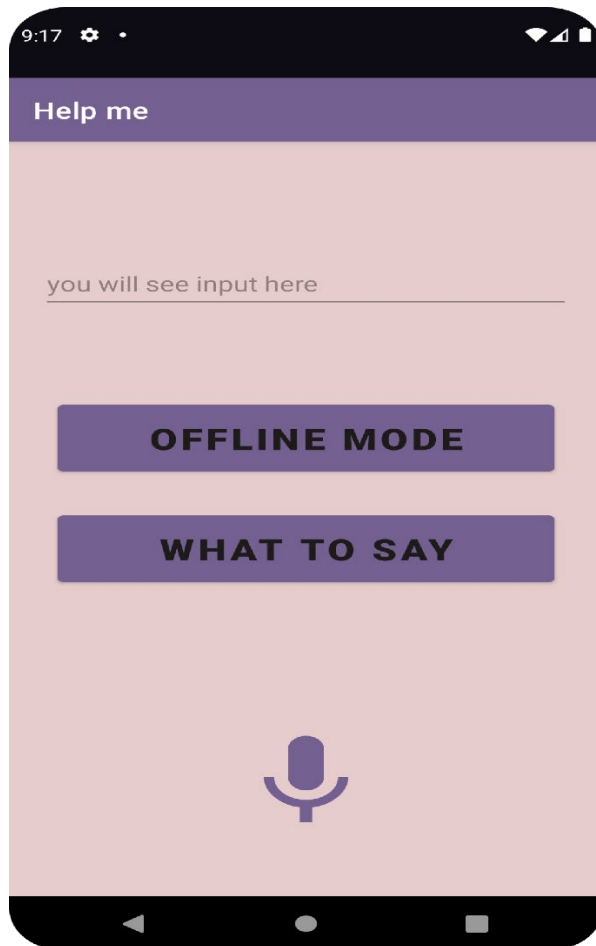 9:17
Help me
you will see input here
OFFLINE MODE
WHAT TO SAY